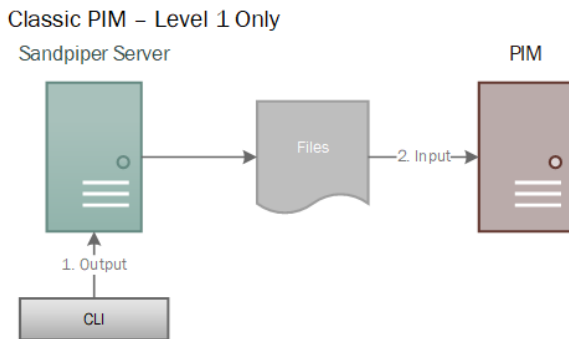 Classic PIM – Level 1 Only
Sandpiper Server
PIM
Files
2. Input
1. Output
CLI